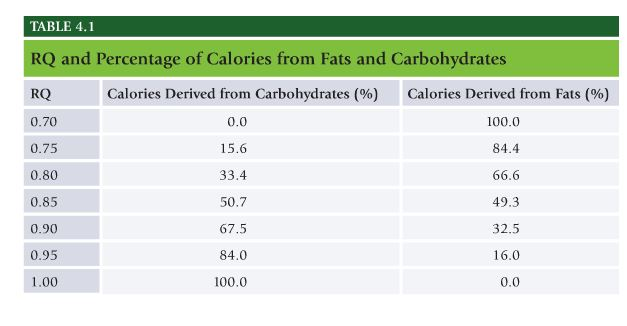 TABLE 4.1
RQ and Percentage of Calories from Fats and Carbohydrates
RQ Calories Derived from Carbohydrates (%) Calories Derived from Fats (%)
0.70 0.0 100.0
0.75 15.6 84.4
0.80 33.4 66.6
0.85 50.7 49.3
0.90 67.5 32.5
0.95 84.0 16.0
1.00 100.0 0.0